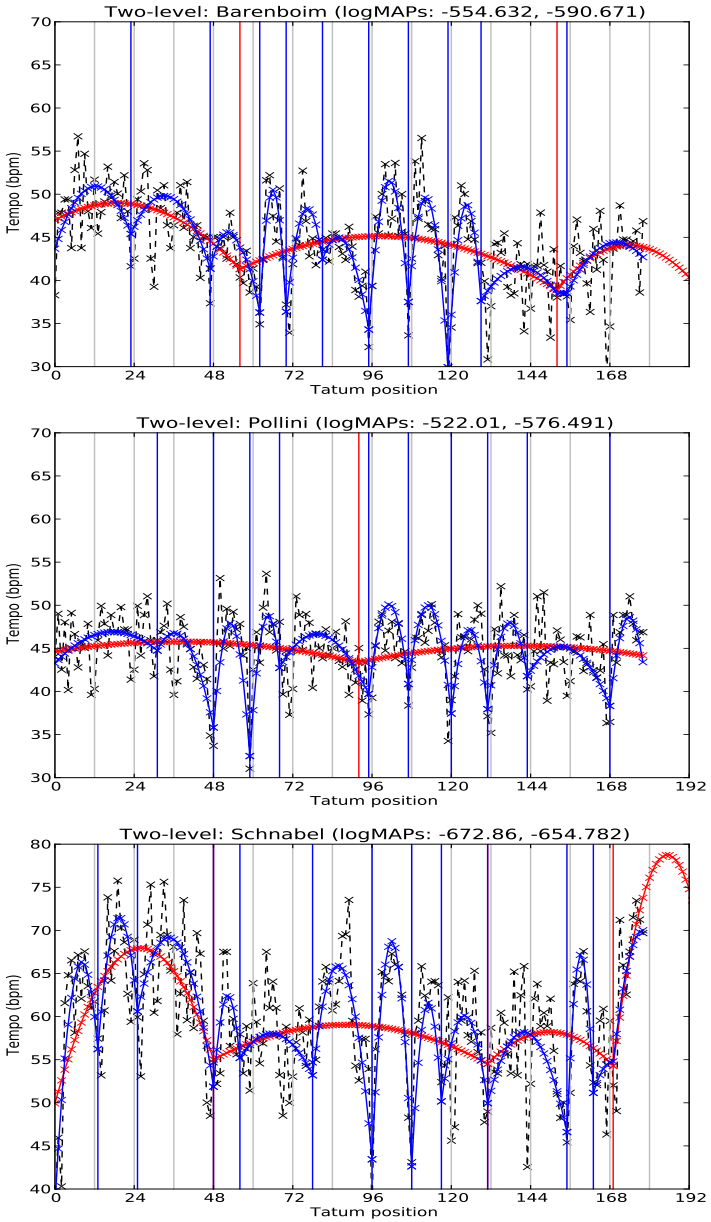 Two-level: Barenboim (logMAPs: -554.632, -590.671)
70
65
60
55
50
45
40
35
30
Tempo (bpm)
0 24 48 72 96 120 144 168
Tatum position
Two-level: Pollini (logMAPs: -522.01, -576.491)
70
65
60
55
50
45
40
35
30
Tempo (bpm)
0 24 48 72 96 120 144 168 192
Tatum position
Two-level: Schnabel (logMAPs: -672.86, -654.782)
80
75
70
65
60
55
50
45
40
Tempo (bpm)
0 24 48 72 96 120 144 168 192
Tatum position